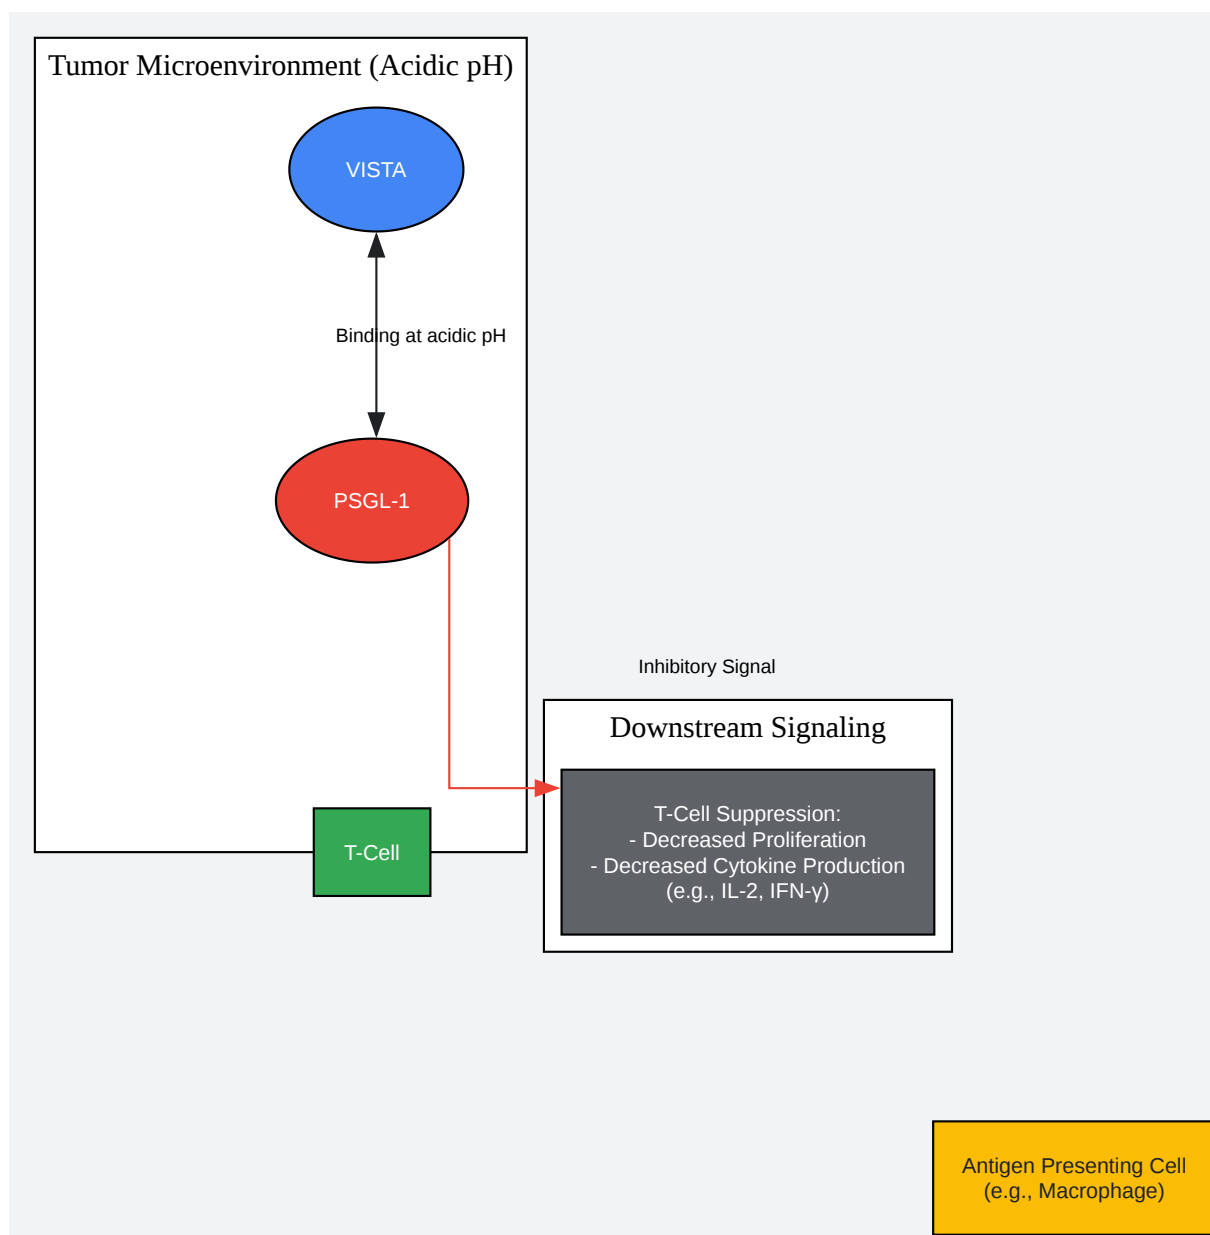 Tumor Microenvironment (Acidic pH)
VISTA
Binding at acidic pH
PSGL-1
Inhibitory Signal
Downstream Signaling
T-Cell Suppression:
- Decreased Proliferation
- Decreased Cytokine Production
(e.g., IL-2, IFN-γ)
T-Cell
Antigen Presenting Cell
(e.g., Macrophage)